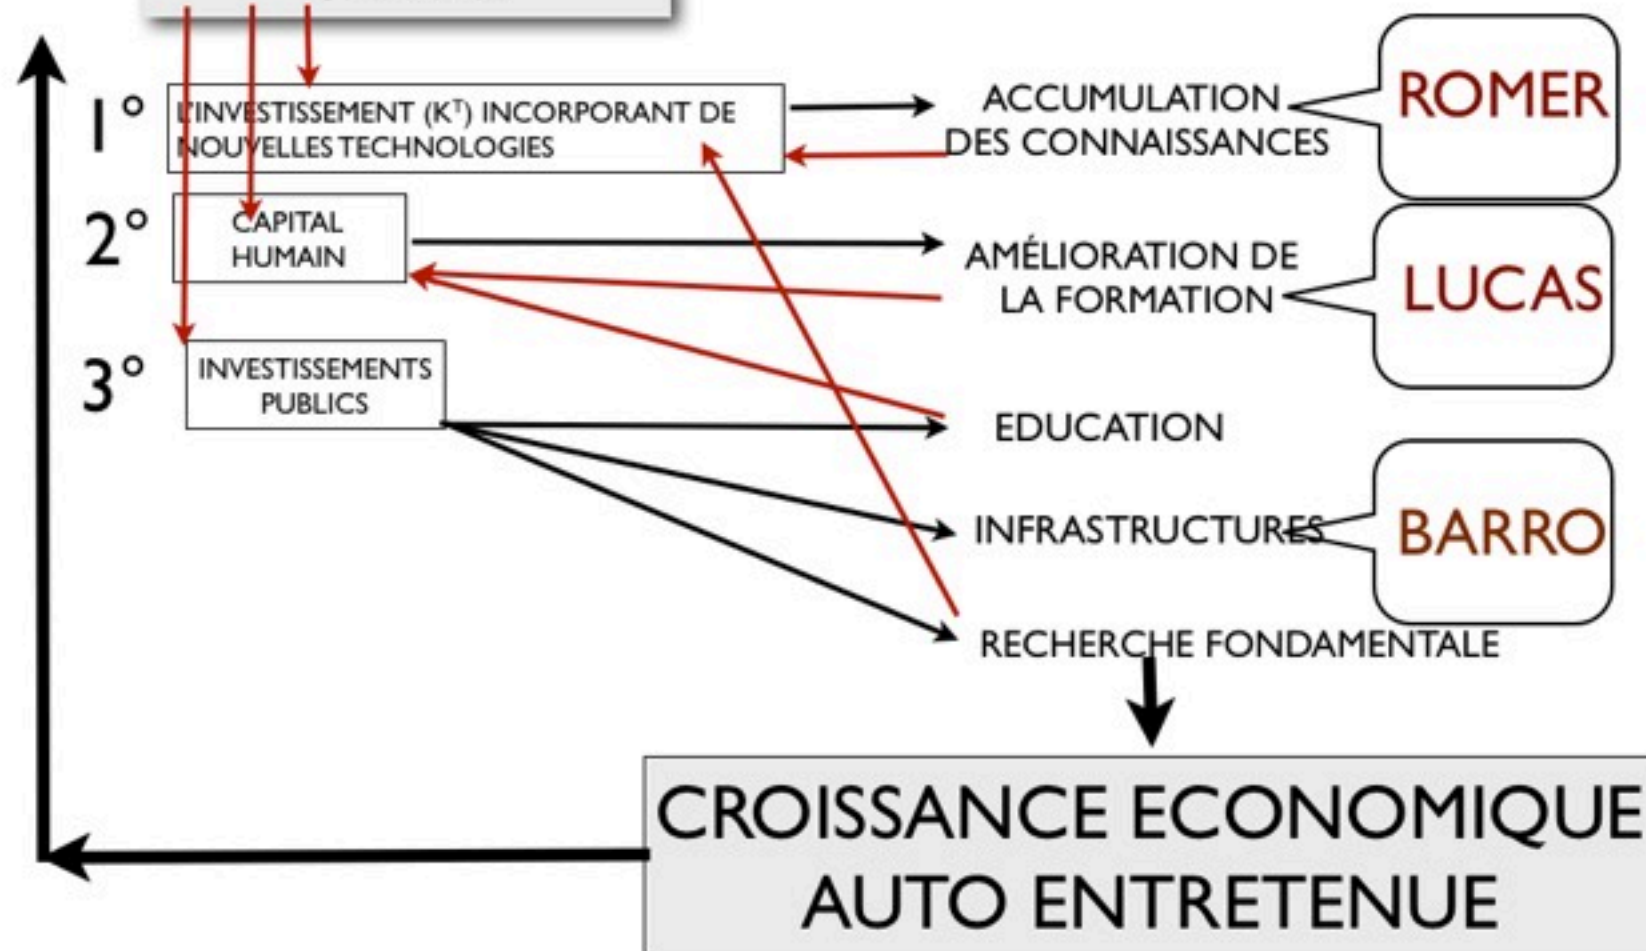 1°
L'INVESTISSEMENT (Kᵀ) INCORPORANT DE
NOUVELLES TECHNOLOGIES
ACCUMULATION
DES CONNAISSANCES
ROMER
2°
CAPITAL
HUMAIN
AMÉLIORATION DE
LA FORMATION
LUCAS
3°
INVESTISSEMENTS
PUBLICS
EDUCATION
INFRASTRUCTURES
BARRO
RECHERCHE FONDAMENTALE
CROISSANCE ECONOMIQUE
AUTO ENTRETENUE